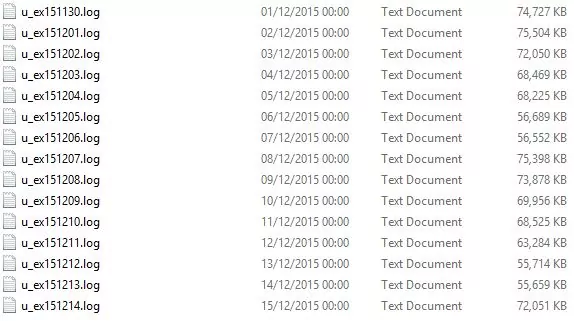 u_ex151130.log 01/12/2015 00:00 Text Document 74,727 KB
u_ex151201.log 02/12/2015 00:00 Text Document 75,504 KB
u_ex151202.log 03/12/2015 00:00 Text Document 72,050 KB
u_ex151203.log 04/12/2015 00:00 Text Document 68,469 KB
u_ex151204.log 05/12/2015 00:00 Text Document 68,225 KB
u_ex151205.log 06/12/2015 00:00 Text Document 56,689 KB
u_ex151206.log 07/12/2015 00:00 Text Document 56,552 KB
u_ex151207.log 08/12/2015 00:00 Text Document 75,398 KB
u_ex151208.log 09/12/2015 00:00 Text Document 73,878 KB
u_ex151209.log 10/12/2015 00:00 Text Document 69,956 KB
u_ex151210.log 11/12/2015 00:00 Text Document 68,525 KB
u_ex151211.log 12/12/2015 00:00 Text Document 63,284 KB
u_ex151212.log 13/12/2015 00:00 Text Document 55,714 KB
u_ex151213.log 14/12/2015 00:00 Text Document 55,659 KB
u_ex151214.log 15/12/2015 00:00 Text Document 72,051 KB